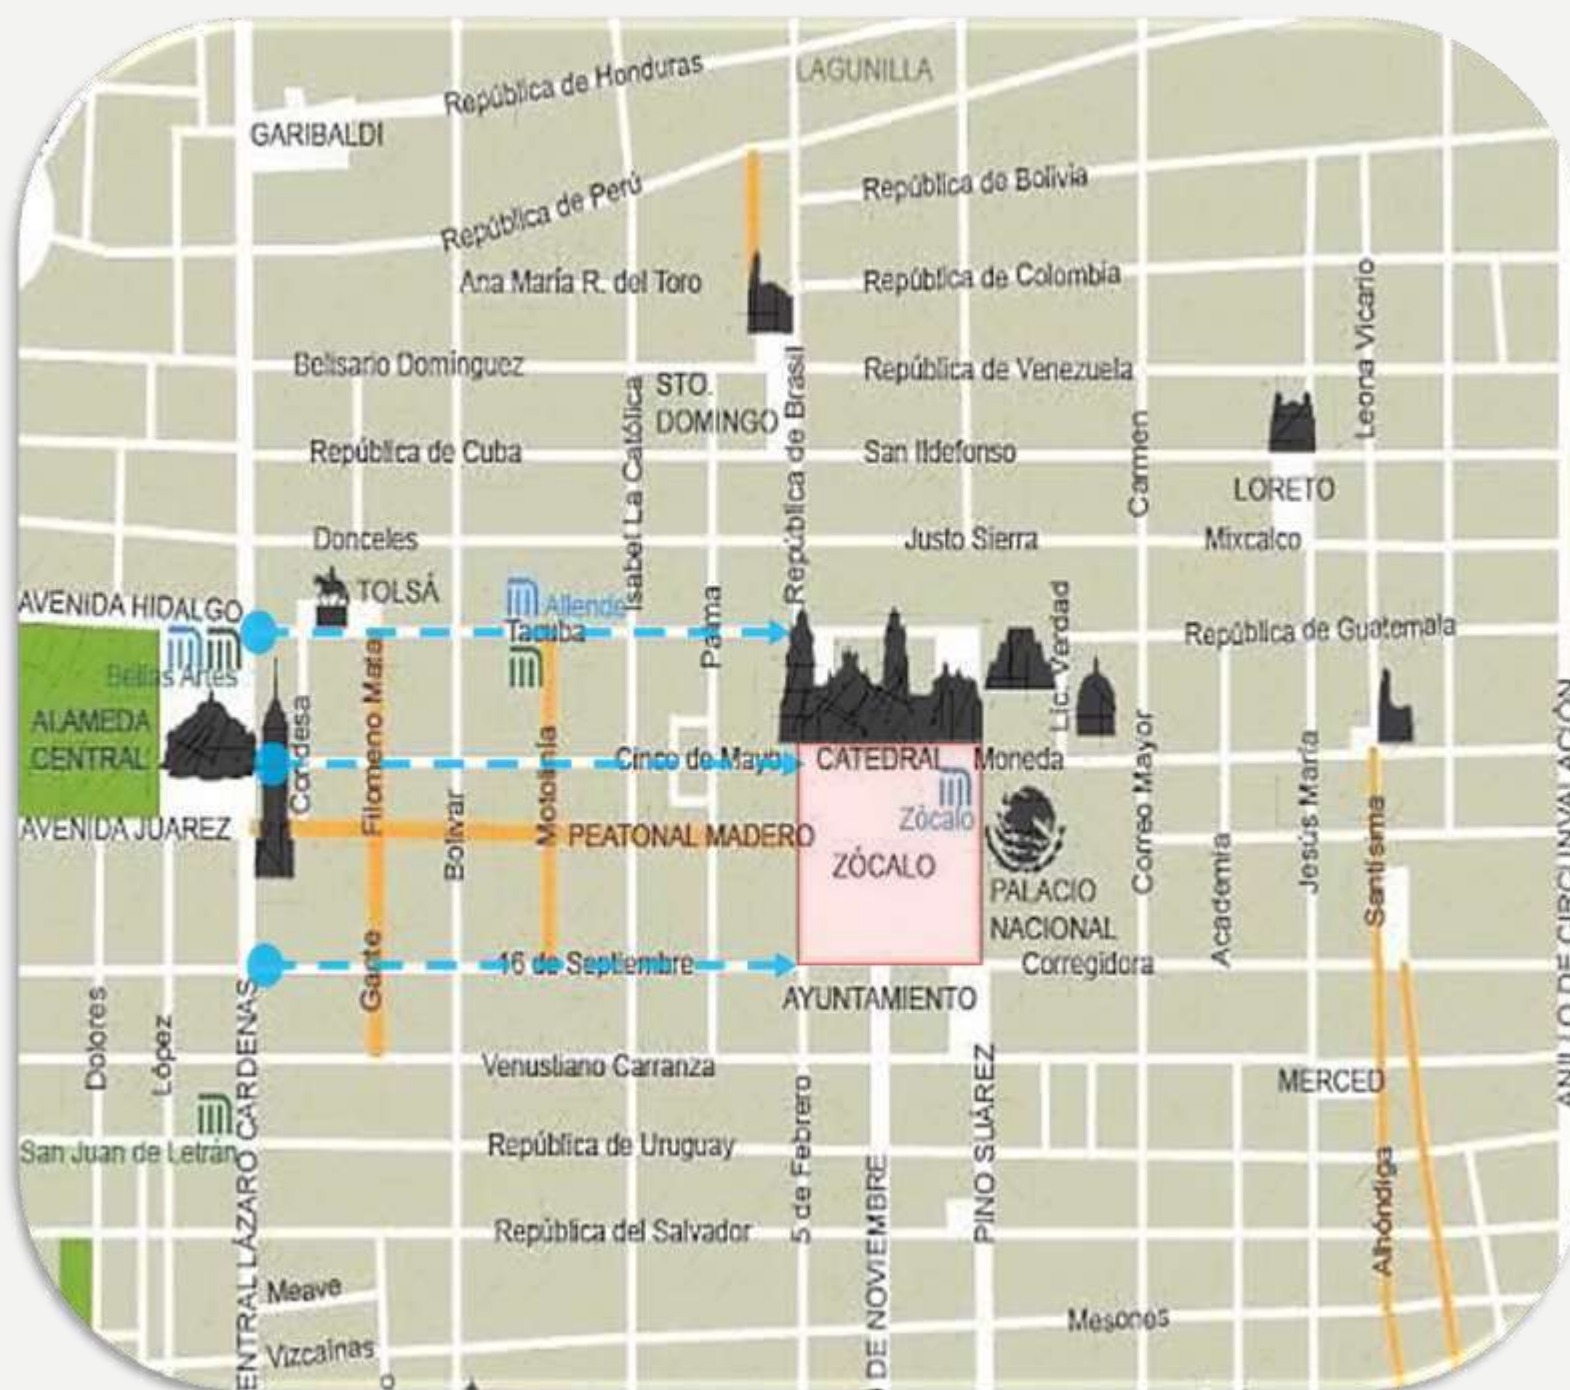 LAGUNILLA
República de Honduras
GARIBALDI
República de Perú
República de Bolivia
Ana María R. del Toro
República de Colombia
Belisario Domínguez
República de Venezuela
Leona Vicario
STO.
DOMINGO
República de Brasil
Isabel La Católica
República de Cuba
San Ildefonso
Carmen
LORETO
Donceles
Justo Sierra
Mixcalco
AVENIDA HIDALGO
TOLSÁ
Allende
Tacuba
Palma
Lic. Verdad
República de Guatemala
Bellas Artes
ALAMEDA
CENTRAL
Condesa
Filomeno Mata
Motolinía
Cinco de Mayo
CATEDRAL
Moneda
Zócalo
AVENIDA JUAREZ
Bolívar
PEATONAL MADERO
ZÓCALO
PALACIO
NACIONAL
Correo Mayor
Academia
Jesús María
Santísima
ANILLO DE CIRCUNVALACIÓN
Gante
16 de Septiembre
Corregidora
AYUNTAMIENTO
Dolores
López
Venustiano Carranza
MERCED
San Juan de Letrán
ENTRAL LÁZARO CARDENAS
República de Uruguay
5 de Febrero
DE NOVIEMBRE
PINO SUÁREZ
República del Salvador
Alhóndiga
Meave
Mesones
Vizcaínas